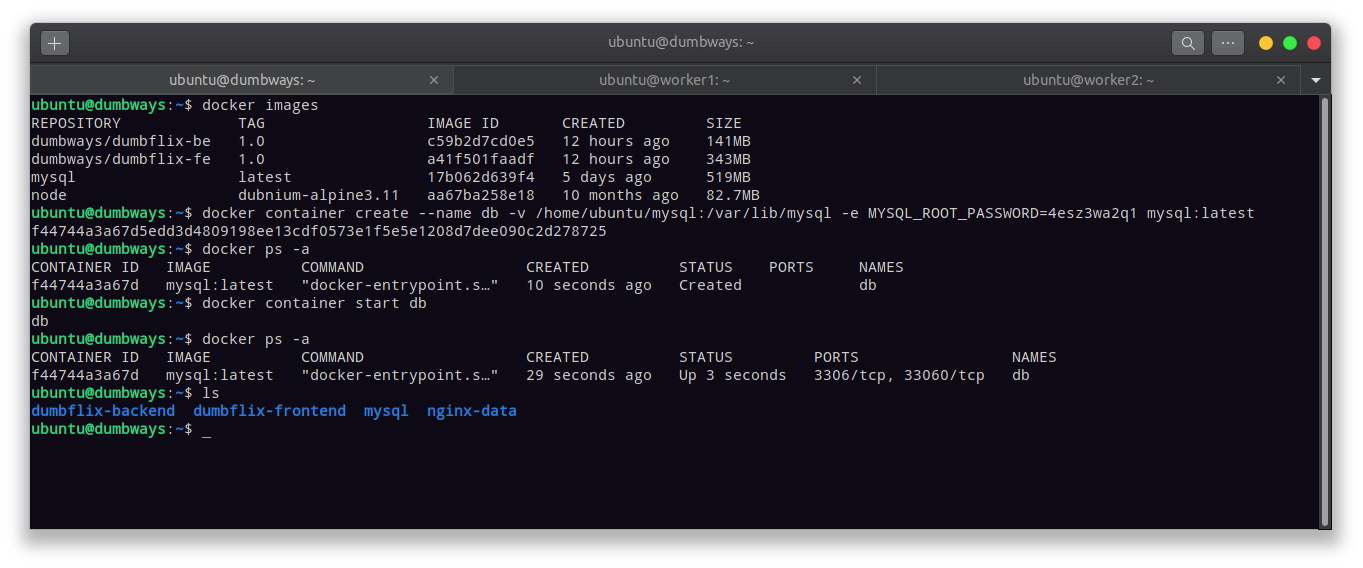 ubuntu@dumbways: ~
ubuntu@dumbways: ~ ubuntu@worker1: ~ ubuntu@worker2: ~
ubuntu@dumbways:~$ docker images
REPOSITORY TAG IMAGE ID CREATED SIZE
dumbways/dumbflix-be 1.0 c59b2d7cd0e5 12 hours ago 141MB
dumbways/dumbflix-fe 1.0 a41f501faadf 12 hours ago 343MB
mysql latest 17b062d639f4 5 days ago 519MB
node dubnium-alpine3.11 aa67ba258e18 10 months ago 82.7MB
ubuntu@dumbways:~$ docker container create --name db -v /home/ubuntu/mysql:/var/lib/mysql -e MYSQL_ROOT_PASSWORD=4esz3wa2q1 mysql:latest
f44744a3a67d5edd3d4809198ee13cdf0573e1f5e5e1208d7dee090c2d278725
ubuntu@dumbways:~$ docker ps -a
CONTAINER ID IMAGE COMMAND CREATED STATUS PORTS NAMES
f44744a3a67d mysql:latest "docker-entrypoint.s…" 10 seconds ago Created db
ubuntu@dumbways:~$ docker container start db
db
ubuntu@dumbways:~$ docker ps -a
CONTAINER ID IMAGE COMMAND CREATED STATUS PORTS NAMES
f44744a3a67d mysql:latest "docker-entrypoint.s…" 29 seconds ago Up 3 seconds 3306/tcp, 33060/tcp db
ubuntu@dumbways:~$ ls
dumbflix-backend dumbflix-frontend mysql nginx-data
ubuntu@dumbways:~$ _